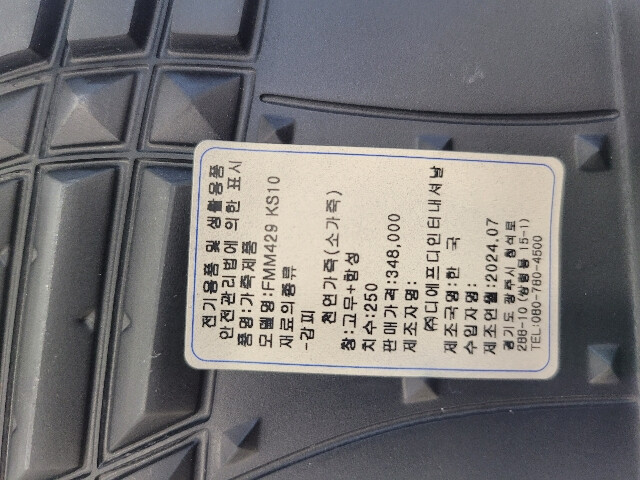 전기용품 및 생활용품
안전관리법에 의한 표시
품명:가죽제품
모델명:FMM429 KS10
재료의종류
-갑피
천연가죽(소가죽)
창:고무+합성
치수:250
판매가격:348,000
제조자명:
㈜디에프디인터내셔날
제조국명:한 국
수입자명:
제조연월:2024.07
경기도 광주시 헌석로
288-10 (쌍령동 15-1)
TEL:080-780-4500